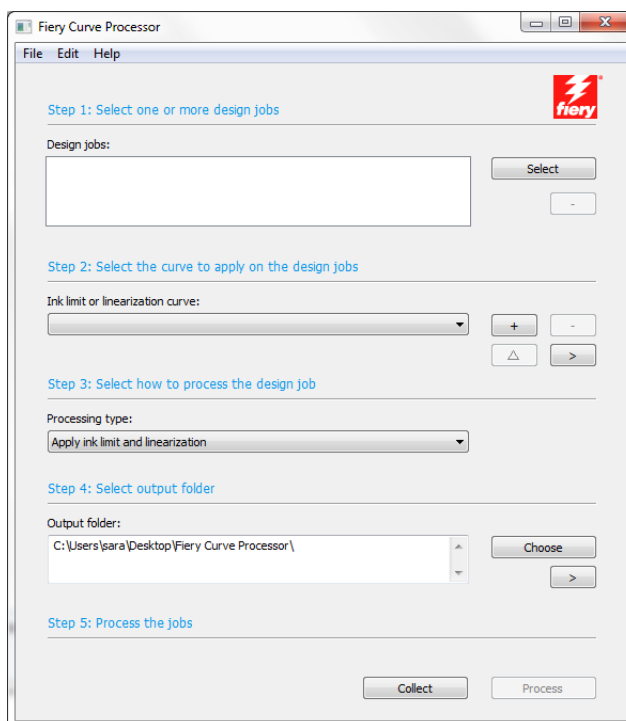 Fiery Curve Processor
File Edit Help
fiery
Step 1: Select one or more design jobs
Design jobs:
Select
-
Step 2: Select the curve to apply on the design jobs
Ink limit or linearization curve:
+ -
△ >
Step 3: Select how to process the design job
Processing type:
Apply ink limit and linearization
Step 4: Select output folder
Output folder:
C:\Users\sara\Desktop\Fiery Curve Processor\
Choose
>
Step 5: Process the jobs
Collect Process